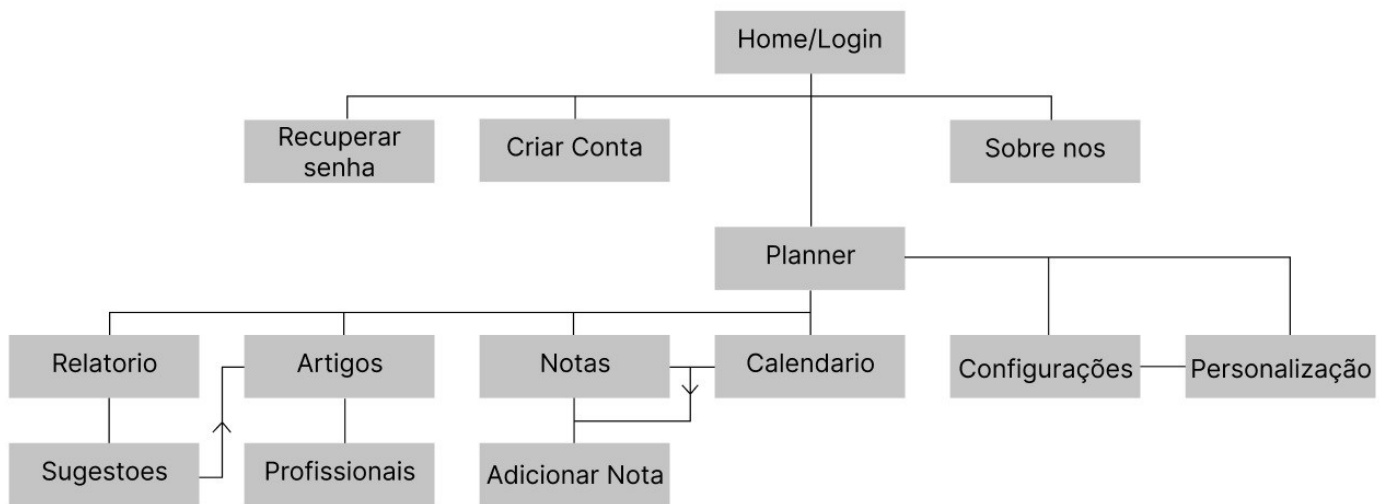 Home/Login
Recuperar
senha
Criar Conta
Sobre nos
Planner
Relatorio
Artigos
Notas
Calendario
Configurações
Personalização
Sugestoes
Profissionais
Adicionar Nota